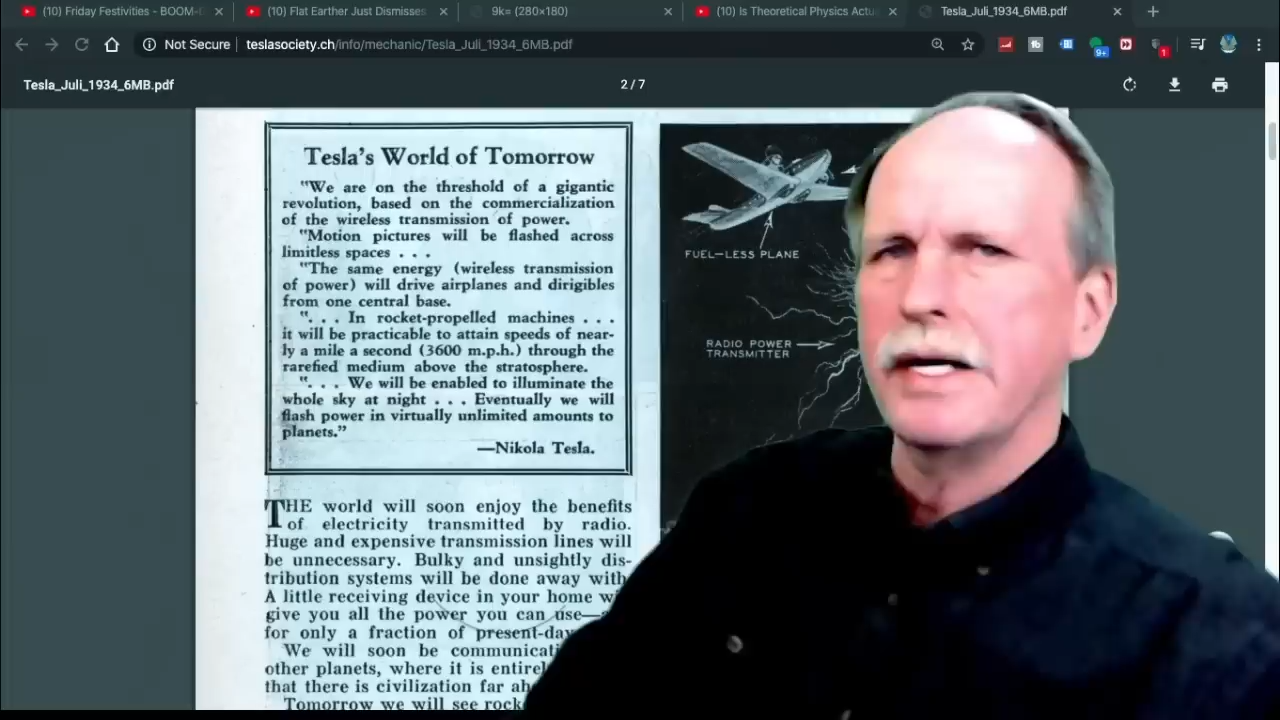 (10) Friday Festivities - BOOM-
(10) Flat Earther Just Dismisses
9k= (280×180)
(10) Is Theoretical Physics Actu
Tesla_Juli_1934_6MB.pdf
Not Secure
teslasociety.ch/info/mechanic/Tesla_Juli_1934_6MB.pdf
9+
1
Tesla_Juli_1934_6MB.pdf
2/7
Tesla's World of Tomorrow
"We are on the threshold of a gigantic
revolution, based on the commercialization
of the wireless transmission of power.
"Motion pictures will be flashed across
limitless spaces . . .
"The same energy (wireless transmission
of power) will drive airplanes and dirigibles
from one central base.
". . . In rocket-propelled machines . . .
it will be practicable to attain speeds of near-
ly a mile a second (3600 m.p.h.) through the
rarefied medium above the stratosphere.
". . . We will be enabled to illuminate the
whole sky at night . . . Eventually we will
flash power in virtually unlimited amounts to
planets."
—Nikola Tesla.
THE world will soon enjoy the benefits
of electricity transmitted by radio.
Huge and expensive transmission lines will
be unnecessary. Bulky and unsightly dis-
tribution systems will be done away with.
A little receiving device in your home
give you all the power you can use—
for only a fraction of present-day
We will soon be
other planets, where it is
that there is civilization far
Tomorrow we will see
FUEL-LESS PLANE
RADIO POWER
TRANSMITTER